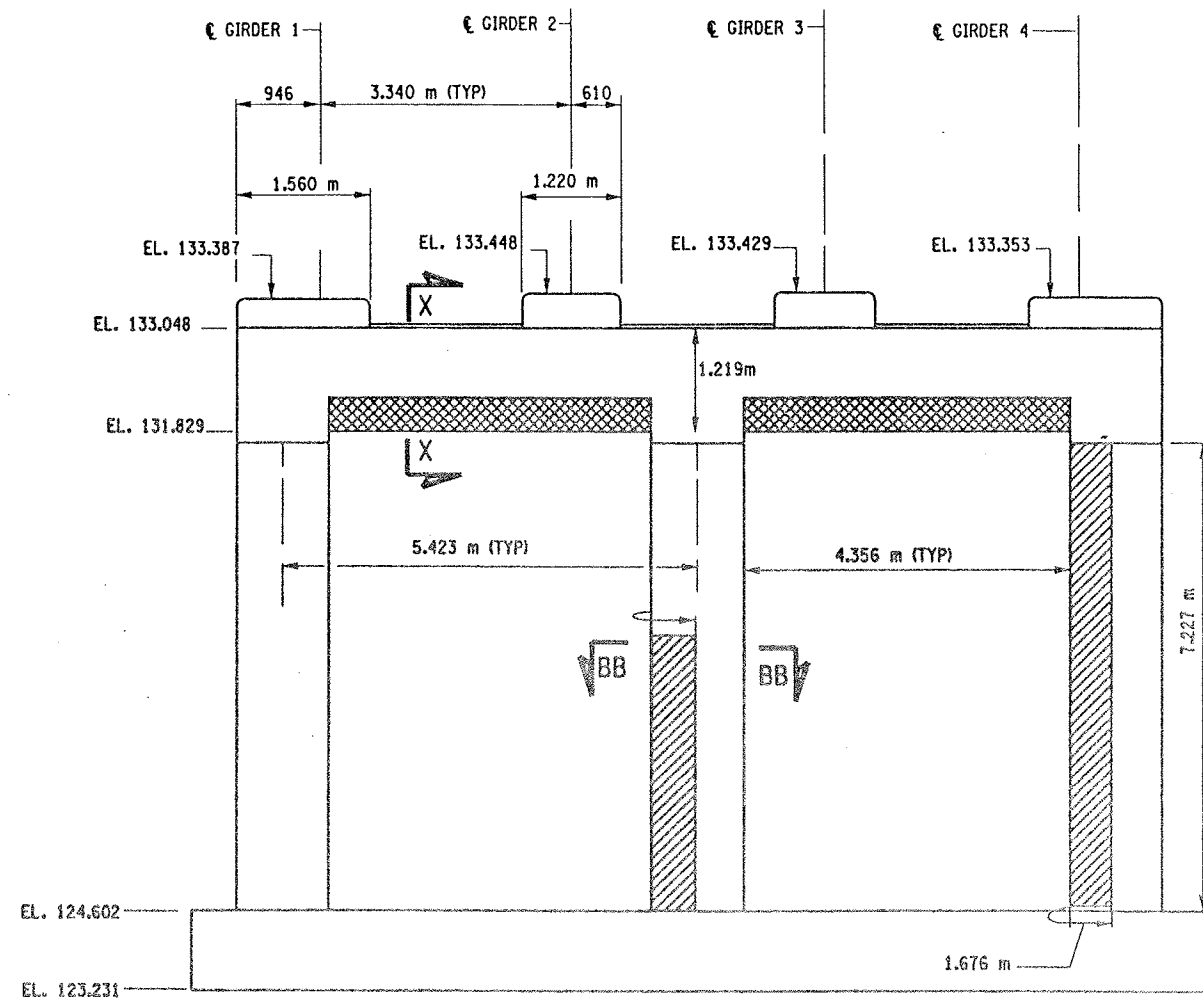 ℄ GIRDER 1
℄ GIRDER 2
℄ GIRDER 3
℄ GIRDER 4
946
3.340 m (TYP)
610
1.560 m
1.220 m
EL. 133.387
EL. 133.448
EL. 133.429
EL. 133.353
X
EL. 133.048
1.219m
EL. 131.829
X
5.423 m (TYP)
4.356 m (TYP)
7.227 m
BB
BB
EL. 124.602
1.676 m
EL. 123.231